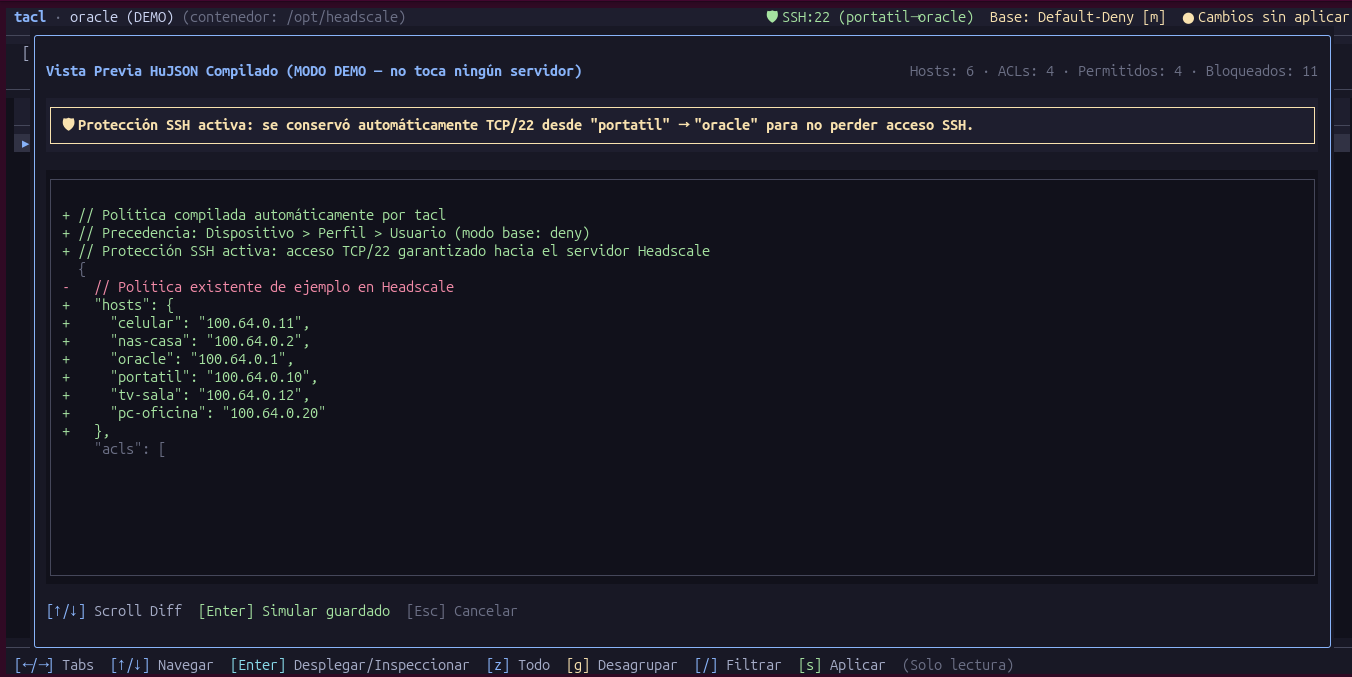 tacl · oracle (DEMO) (contenedor: /opt/headscale) SSH:22 (portatil→oracle) Base: Default-Deny [m] ● Cambios sin aplicar
[
Vista Previa HuJSON Compilado (MODO DEMO — no toca ningún servidor) Hosts: 6 · ACLs: 4 · Permitidos: 4 · Bloqueados: 11
Protección SSH activa: se conservó automáticamente TCP/22 desde "portatil" → "oracle" para no perder acceso SSH.
+ // Política compilada automáticamente por tacl
+ // Precedencia: Dispositivo > Perfil > Usuario (modo base: deny)
+ // Protección SSH activa: acceso TCP/22 garantizado hacia el servidor Headscale
{
- // Política existente de ejemplo en Headscale
+ "hosts": {
+ "celular": "100.64.0.11",
+ "nas-casa": "100.64.0.2",
+ "oracle": "100.64.0.1",
+ "portatil": "100.64.0.10",
+ "tv-sala": "100.64.0.12",
+ "pc-oficina": "100.64.0.20"
+ },
"acls": [
[↑/↓] Scroll Diff [Enter] Simular guardado [Esc] Cancelar
[←/→] Tabs [↑/↓] Navegar [Enter] Desplegar/Inspeccionar [z] Todo [g] Desagrupar [/] Filtrar [s] Aplicar (Solo lectura)